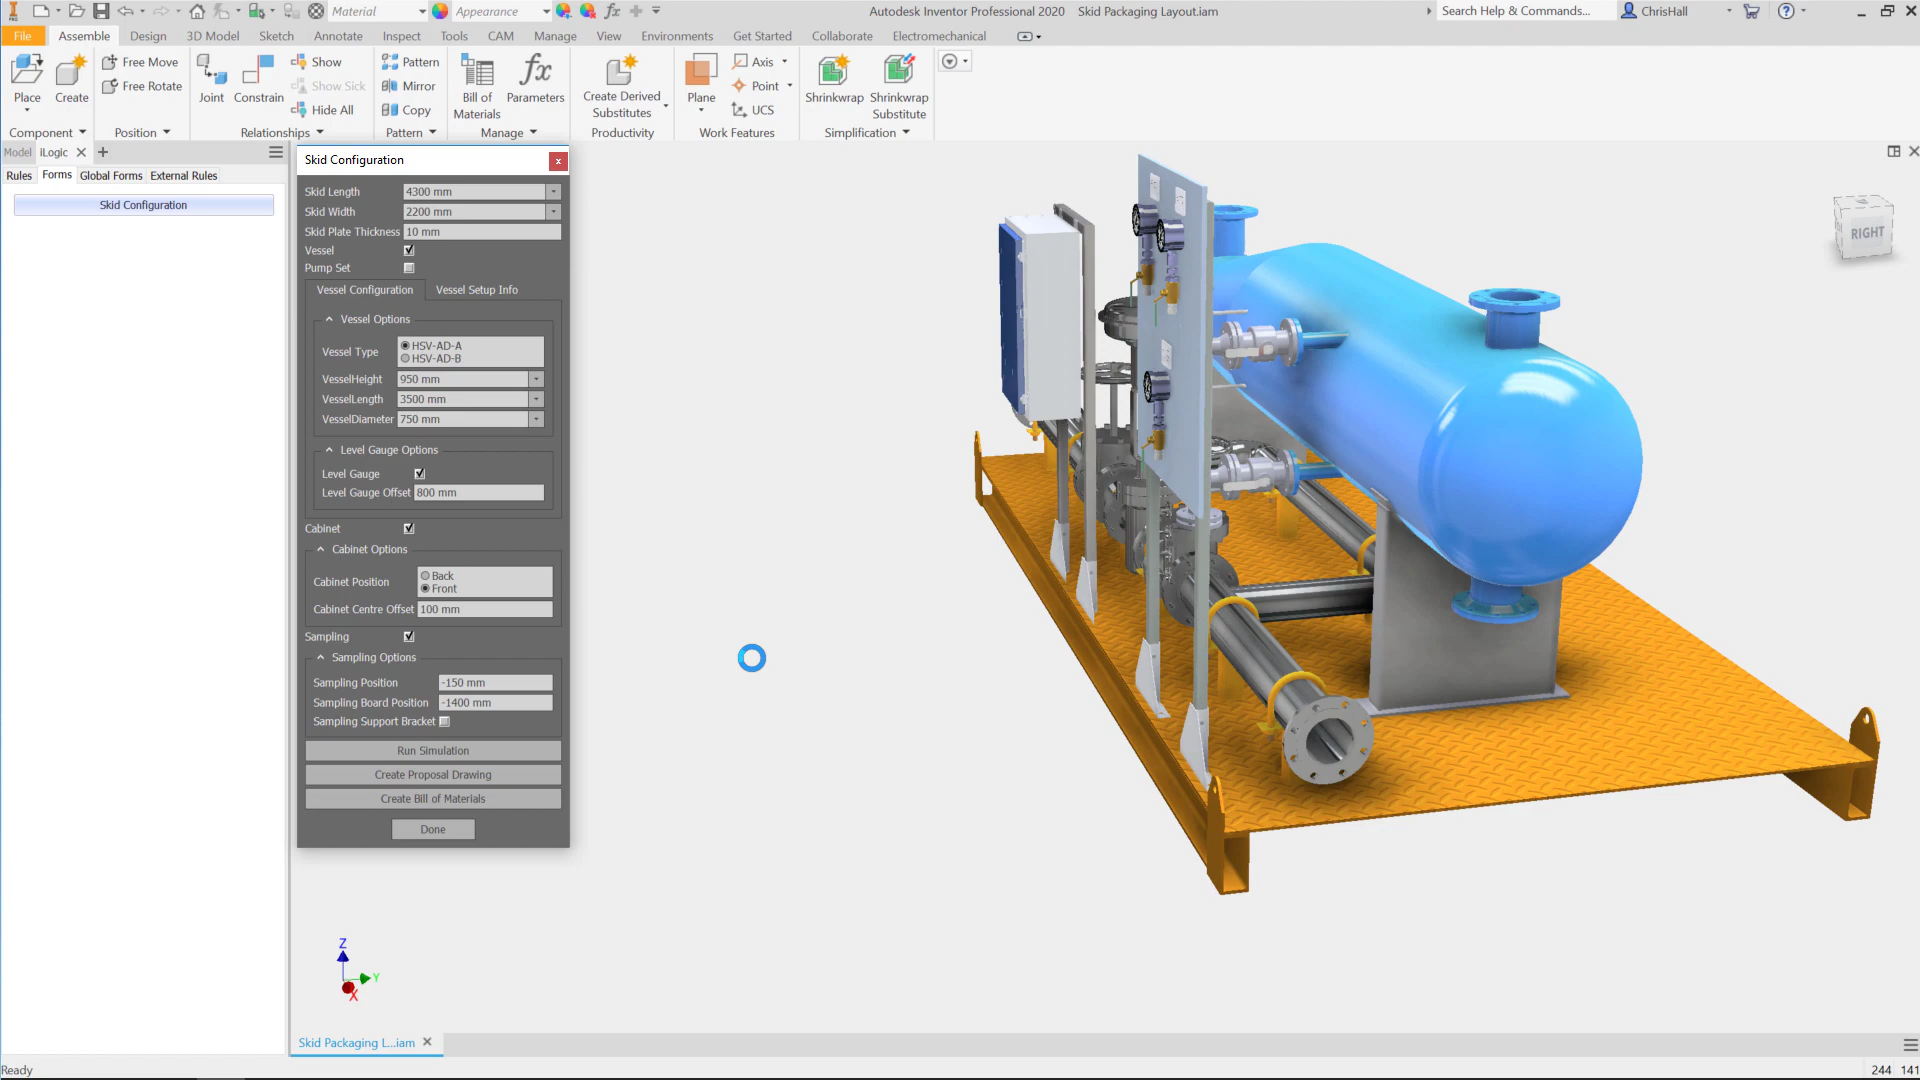 Material
Appearance
Autodesk Inventor Professional 2020 Skid Packaging Layout.iam
Search Help & Commands...
ChrisHall
File
Assemble
Design
3D Model
Sketch
Annotate
Inspect
Tools
CAM
Manage
View
Environments
Get Started
Collaborate
Electromechanical
Place
Create
Free Move
Free Rotate
Joint
Constrain
Show
Show Sick
Hide All
Pattern
Mirror
Copy
Bill of
Materials
fx
Parameters
Create Derived
Substitutes
Plane
Axis
Point
UCS
Shrinkwrap
Shrinkwrap
Substitute
Component
Position
Relationships
Pattern
Manage
Productivity
Work Features
Simplification
Model
iLogic
Rules
Forms
Global Forms
External Rules
Skid Configuration
Skid Configuration
x
Skid Length 4300 mm
Skid Width 2200 mm
Skid Plate Thickness 10 mm
Vessel
Pump Set
Vessel Configuration
Vessel Setup Info
Vessel Options
Vessel Type
HSV-AD-A
HSV-AD-B
VesselHeight 950 mm
VesselLength 3500 mm
VesselDiameter 750 mm
Level Gauge Options
Level Gauge
Level Gauge Offset 800 mm
Cabinet
Cabinet Options
Cabinet Position
Back
Front
Cabinet Centre Offset 100 mm
Sampling
Sampling Options
Sampling Position -150 mm
Sampling Board Position -1400 mm
Sampling Support Bracket
Run Simulation
Create Proposal Drawing
Create Bill of Materials
Done
RIGHT
Z
Y
X
Skid Packaging L...iam
Ready
244 141